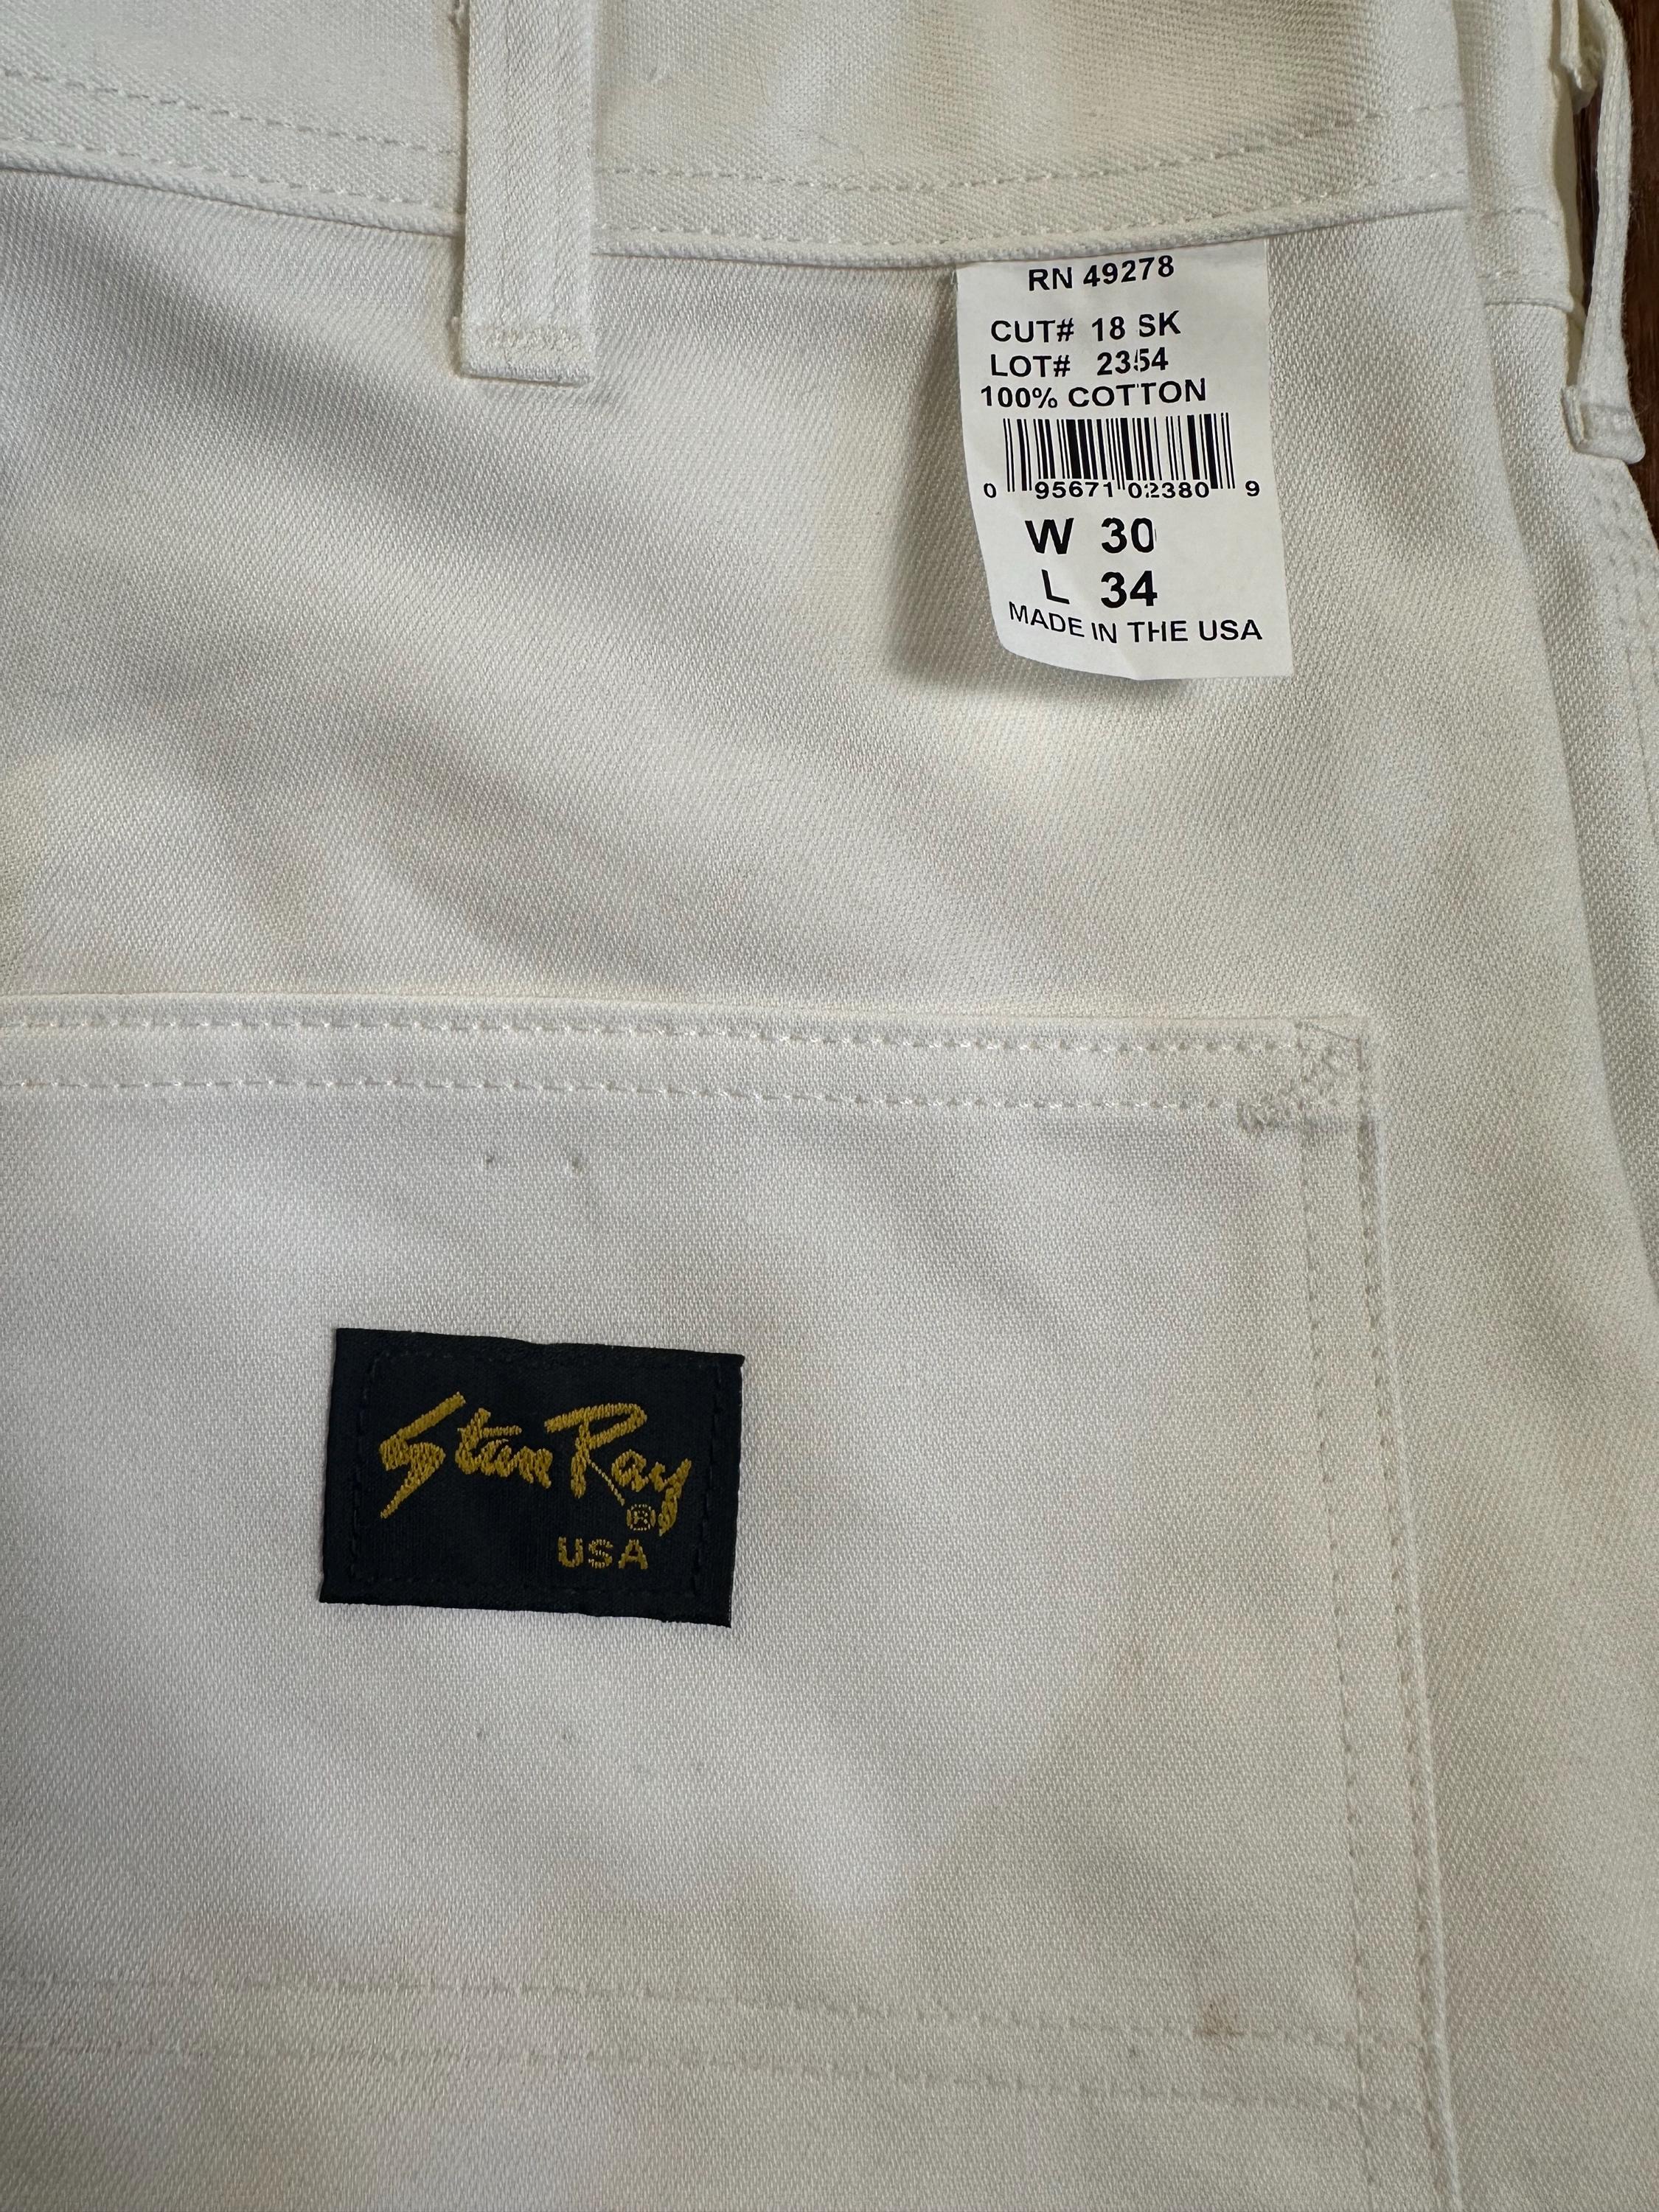 RN 49278
CUT# 18 SK
LOT# 2354
100% COTTON
0 95671 02380 9
W 30
L 34
MADE IN THE USA
Stan Ray
®
USA